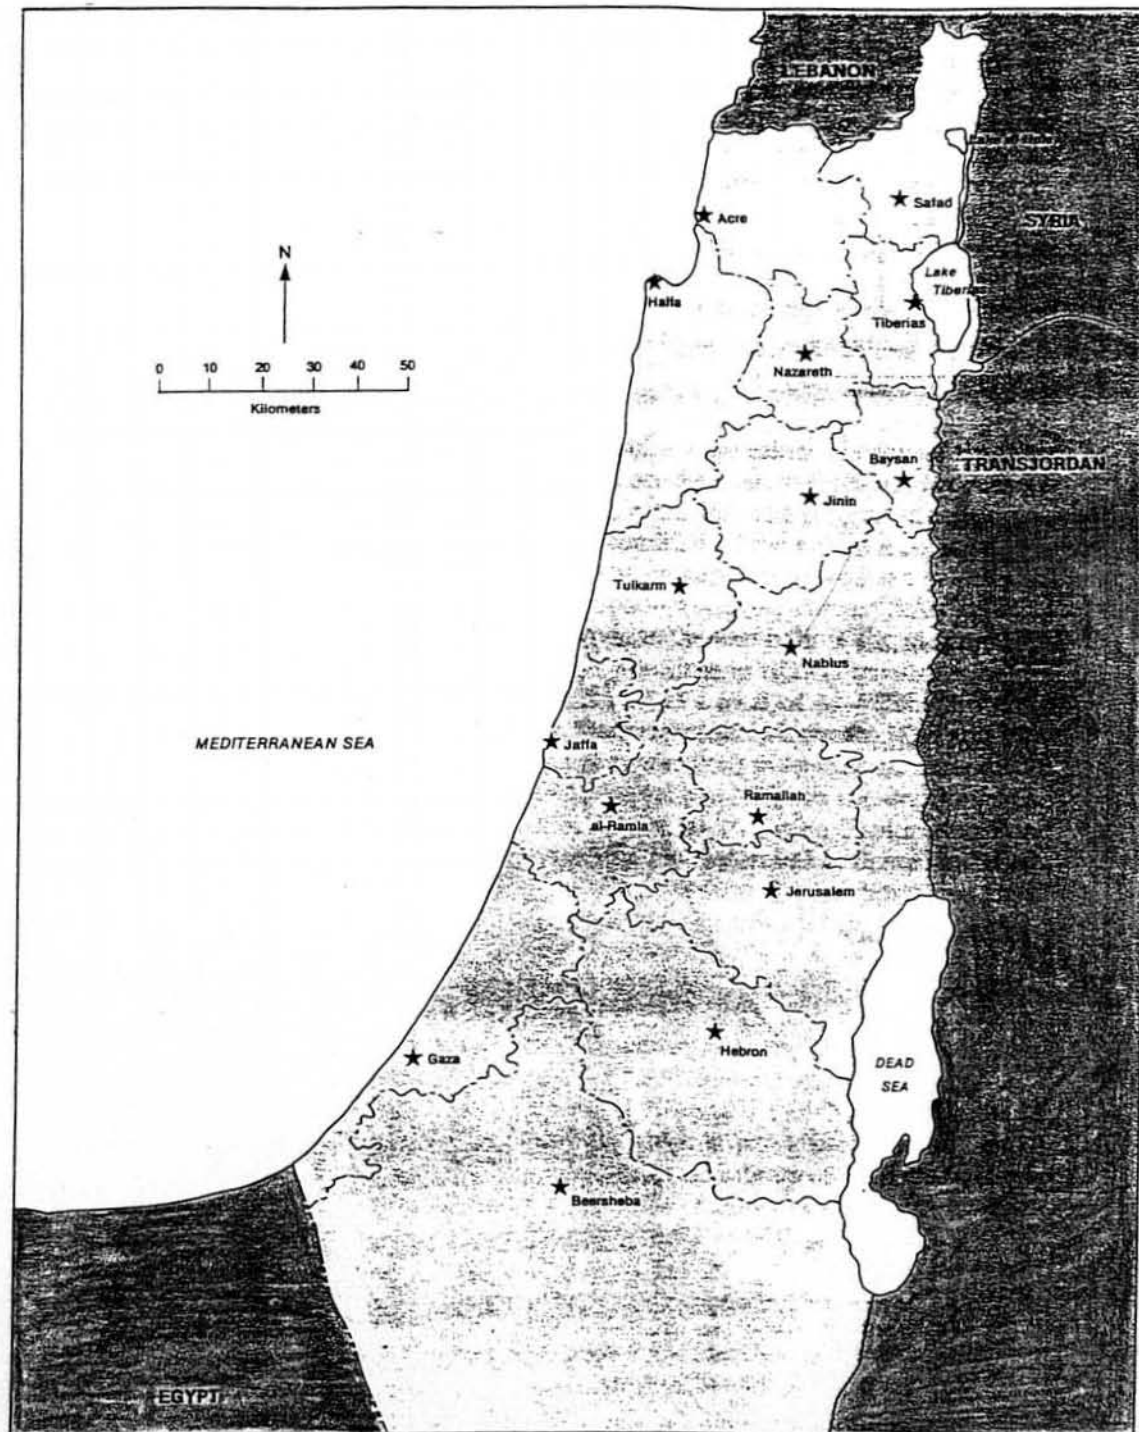 LEBANON
Safad
SYRIA
Acre
N
Lake
Tiberias
Haifa
Tiberias
0 10 20 30 40 50
Kilometers
Nazareth
Baysan
TRANSJORDAN
Jinin
Tulkarm
Nablus
MEDITERRANEAN SEA
Jaffa
Ramallah
al-Ramla
Jerusalem
Hebron
Gaza
DEAD
SEA
Beersheba
EGYPT